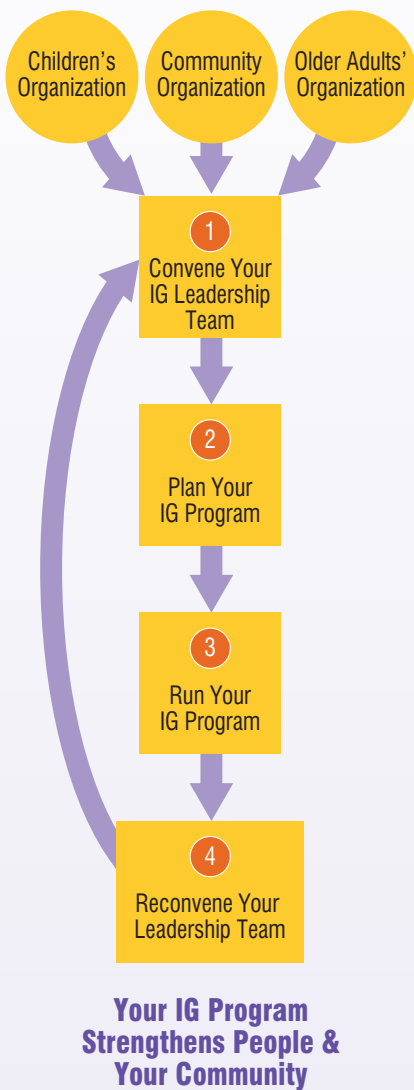 Children's
Organization
Community
Organization
Older Adults'
Organization
1
Convene Your
IG Leadership
Team
2
Plan Your
IG Program
3
Run Your
IG Program
4
Reconvene Your
Leadership Team
Your IG Program
Strengthens People &
Your Community